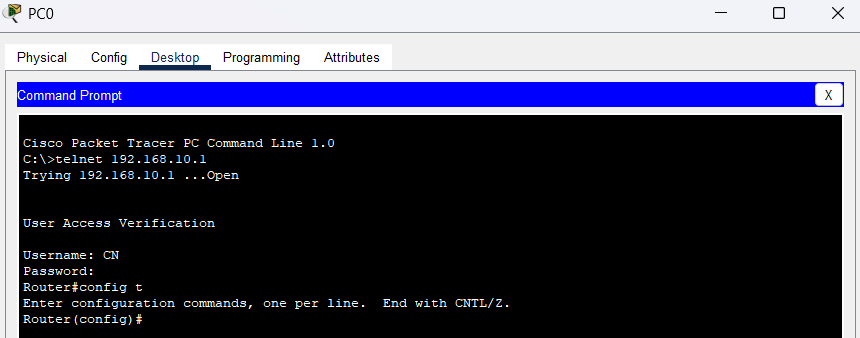 PC0
Physical Config Desktop Programming Attributes
Command Prompt X
Cisco Packet Tracer PC Command Line 1.0
C:\>telnet 192.168.10.1
Trying 192.168.10.1 ...Open
User Access Verification
Username: CN
Password:
Router#config t
Enter configuration commands, one per line.  End with CNTL/Z.
Router(config)#